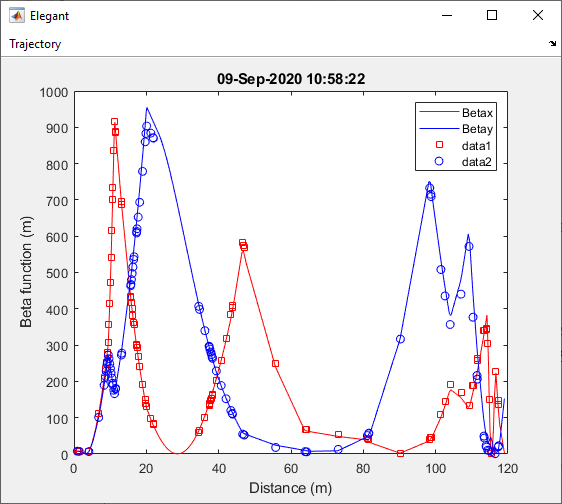 Elegant
Trajectory
09-Sep-2020 10:58:22
Beta function (m)
1000
900
800
700
600
500
400
300
200
100
0
Betax
Betay
data1
data2
0 20 40 60 80 100 120
Distance (m)